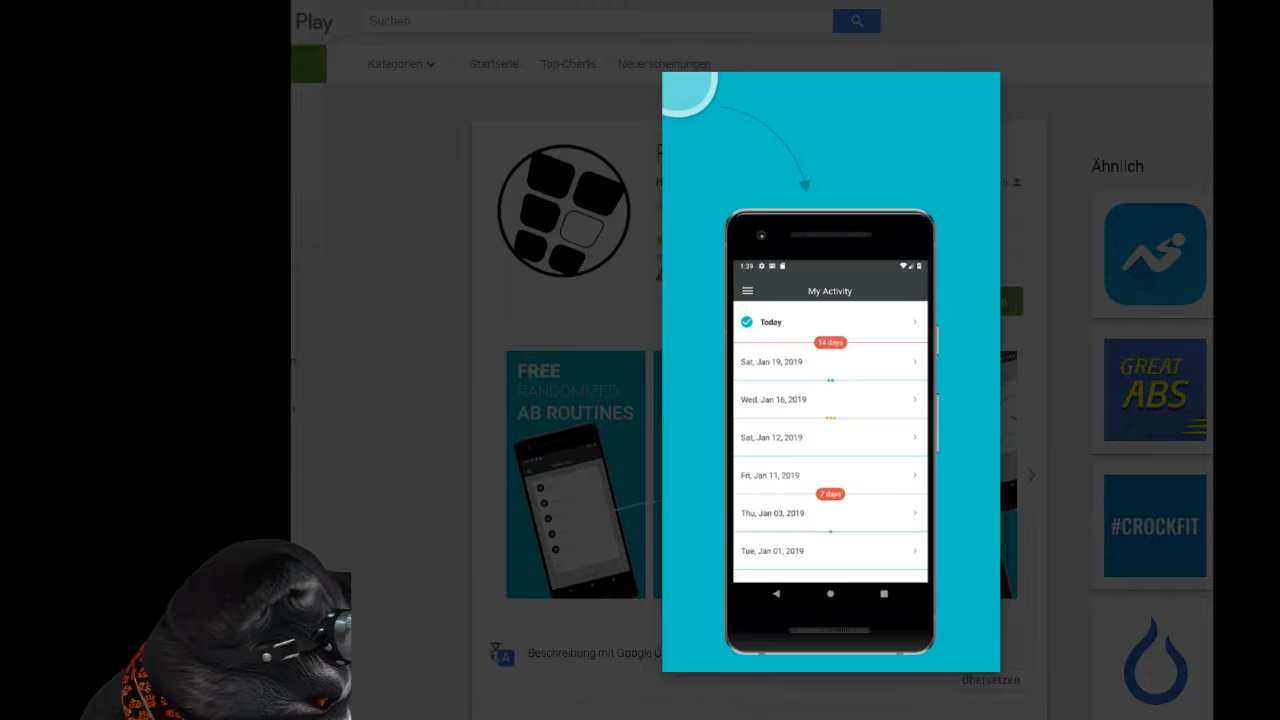 Play
Suchen
Kategorien
Startseite
Top-Charts
Neuerscheinungen
Ähnlich
1:39
My Activity
Today
14 days
Sat, Jan 19, 2019
Wed, Jan 16, 2019
Sat, Jan 12, 2019
Fri, Jan 11, 2019
7 days
Thu, Jan 03, 2019
Tue, Jan 01, 2019
FREE
RANDOMIZED
AB ROUTINES
GREAT
ABS
#CROCKFIT
Beschreibung mit Google Ü
Übersetzen